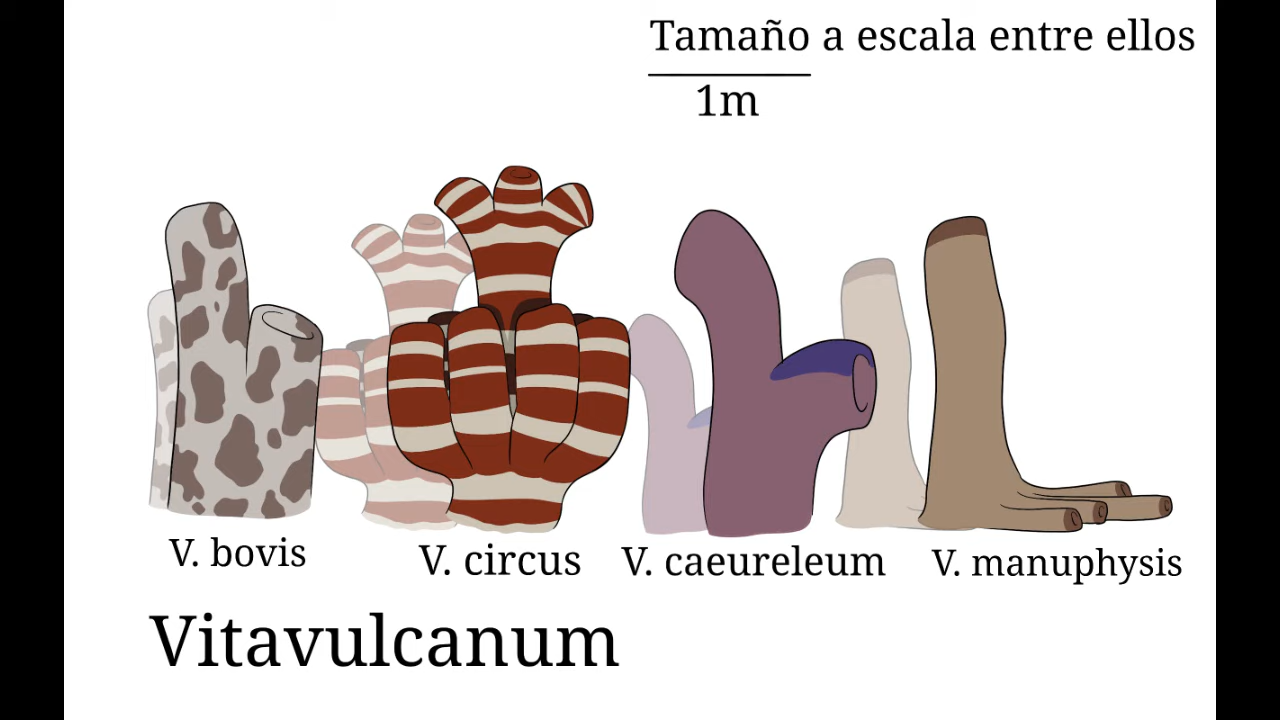 Tamaño a escala entre ellos
1m
V. bovis
V. circus
V. caeureleum
V. manuphysis
Vitavulcanum